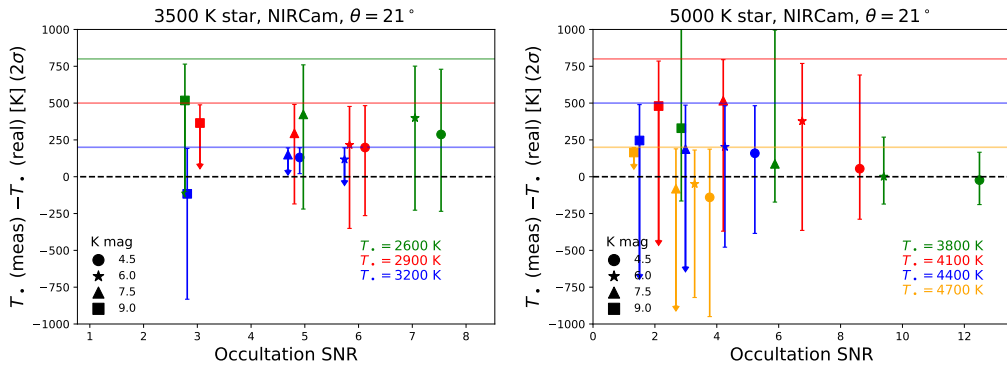 3500 K star, NIRCam, θ = 21°
T• (meas) − T• (real) [K] (2σ)
1000
750
500
250
0
−250
−500
−750
−1000
K mag
4.5
6.0
7.5
9.0
T• = 2600 K
T• = 2900 K
T• = 3200 K
1 2 3 4 5 6 7 8
Occultation SNR
5000 K star, NIRCam, θ = 21°
T• (meas) − T• (real) [K] (2σ)
1000
750
500
250
0
−250
−500
−750
−1000
K mag
4.5
6.0
7.5
9.0
T• = 3800 K
T• = 4100 K
T• = 4400 K
T• = 4700 K
0 2 4 6 8 10 12
Occultation SNR